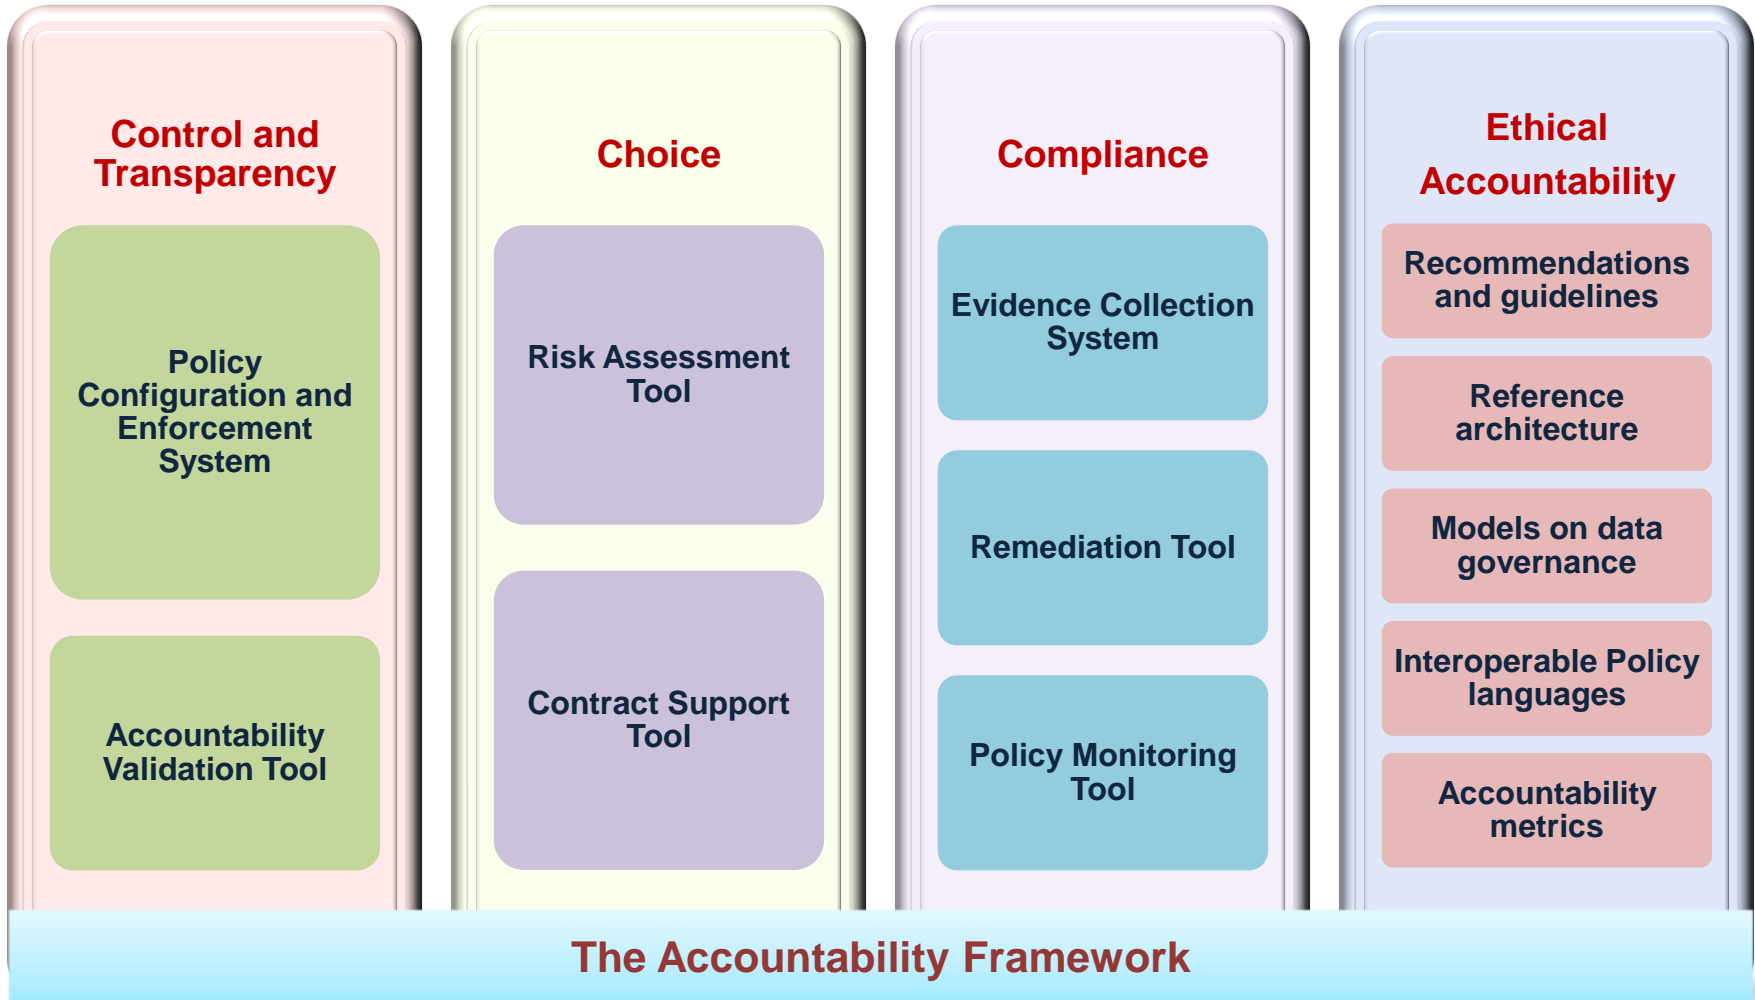 Control and
Transparency
Policy
Configuration and
Enforcement
System
Accountability
Validation Tool
Choice
Risk Assessment
Tool
Contract Support
Tool
Compliance
Evidence Collection
System
Remediation Tool
Policy Monitoring
Tool
Ethical
Accountability
Recommendations
and guidelines
Reference
architecture
Models on data
governance
Interoperable Policy
languages
Accountability
metrics
The Accountability Framework